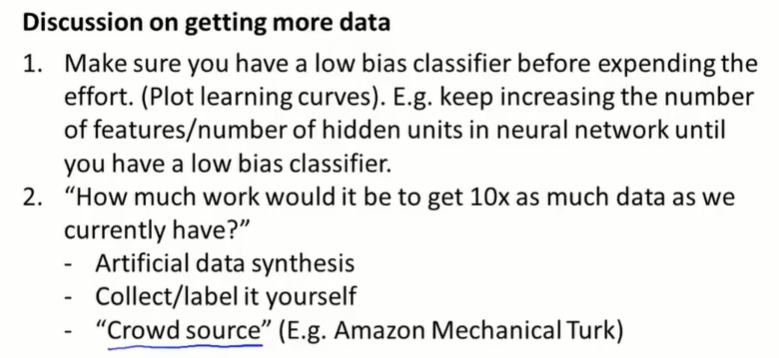 Discussion on getting more data
1. Make sure you have a low bias classifier before expending the
effort. (Plot learning curves). E.g. keep increasing the number
of features/number of hidden units in neural network until
you have a low bias classifier.
2. “How much work would it be to get 10x as much data as we
currently have?”
- Artificial data synthesis
- Collect/label it yourself
- “Crowd source” (E.g. Amazon Mechanical Turk)